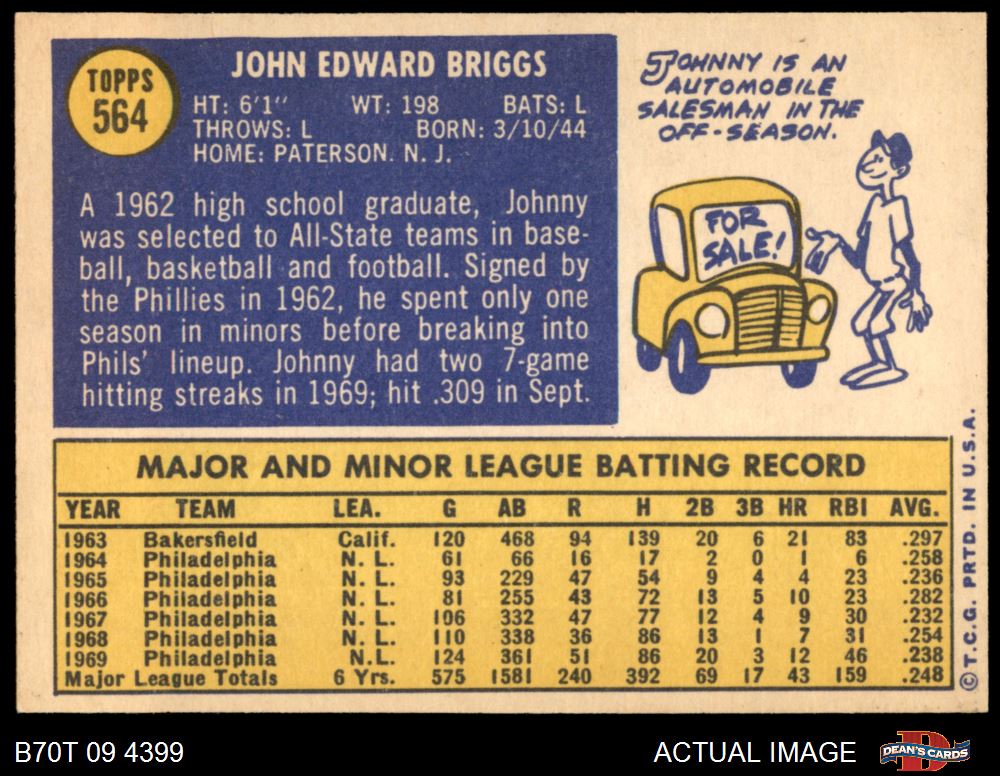 TOPPS
564
JOHN EDWARD BRIGGS
HT: 6'1" WT: 198 BATS: L
THROWS: L BORN: 3/10/44
HOME: PATERSON. N. J.
A 1962 high school graduate, Johnny
was selected to All-State teams in base-
ball, basketball and football. Signed by
the Phillies in 1962, he spent only one
season in minors before breaking into
Phils' lineup. Johnny had two 7-game
hitting streaks in 1969; hit .309 in Sept.
JOHNNY IS AN
AUTOMOBILE
SALESMAN IN THE
OFF-SEASON.
FOR
SALE!
MAJOR AND MINOR LEAGUE BATTING RECORD
YEAR TEAM LEA. G AB R H 2B 3B HR RBI AVG.
1963 Bakersfield Calif. 120 468 94 139 20 6 21 83 .297
1964 Philadelphia N. L. 61 66 16 17 2 0 1 6 .258
1965 Philadelphia N. L. 93 229 47 54 9 4 4 23 .236
1966 Philadelphia N. L. 81 255 43 72 13 5 10 23 .282
1967 Philadelphia N. L. 106 332 47 77 12 4 9 30 .232
1968 Philadelphia N. L. 110 338 36 86 13 1 7 31 .254
1969 Philadelphia N.L. 124 361 51 86 20 3 12 46 .238
Major League Totals 6 Yrs. 575 1581 240 392 69 17 43 159 .248
©T.C.G. PRTD. IN U.S.A.
B70T 09 4399
ACTUAL IMAGE
D
DEAN'S CARDS